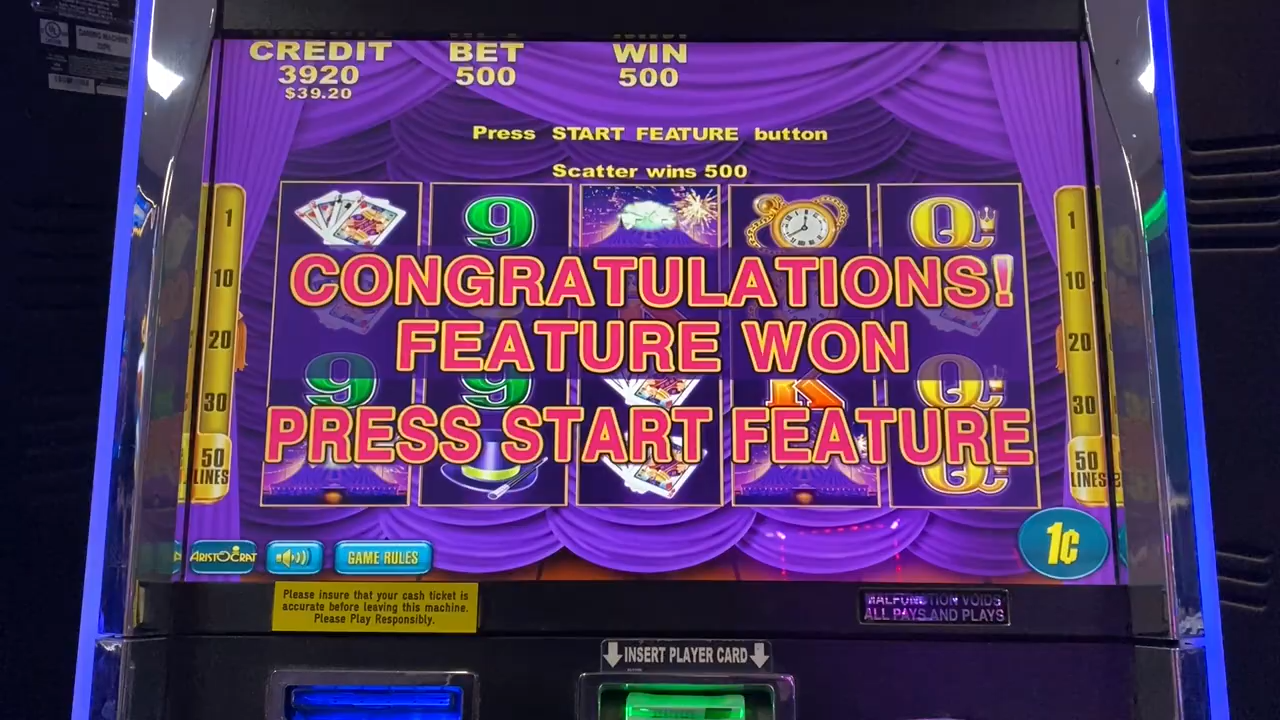 CREDIT BET WIN
3920 500 500
$39.20
Press START FEATURE button
Scatter wins 500
9 Q
1 1
CONGRATULATIONS!
10 10
FEATURE WON
20 20
9 9 K Q
30 30
PRESS START FEATURE
50 50
LINES LINES
Q
ARISTOCRAT GAME RULES 1¢
Please insure that your cash ticket is
accurate before leaving this machine.
Please Play Responsibly.
MALFUNCTION VOIDS
ALL PAYS AND PLAYS
INSERT PLAYER CARD